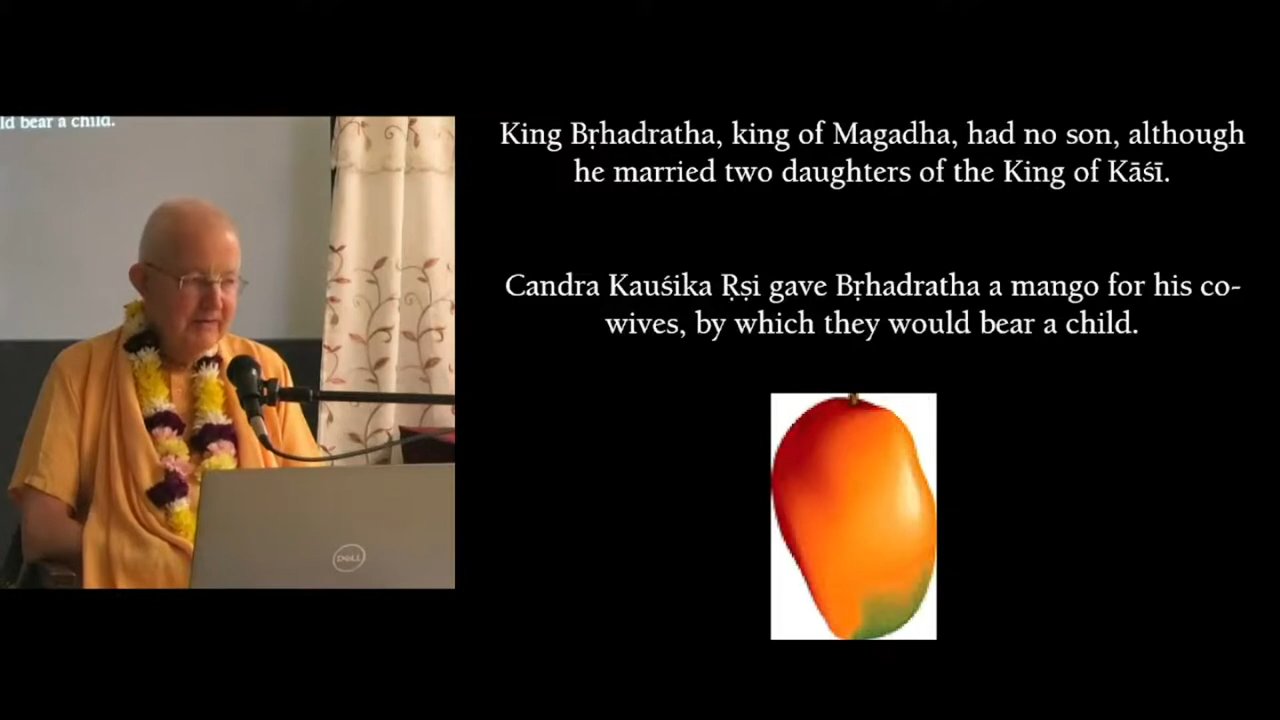 ld bear a child.
King Bṛhadratha, king of Magadha, had no son, although
he married two daughters of the King of Kāśī.
Candra Kauśika Ṛṣi gave Bṛhadratha a mango for his co-
wives, by which they would bear a child.
DELL